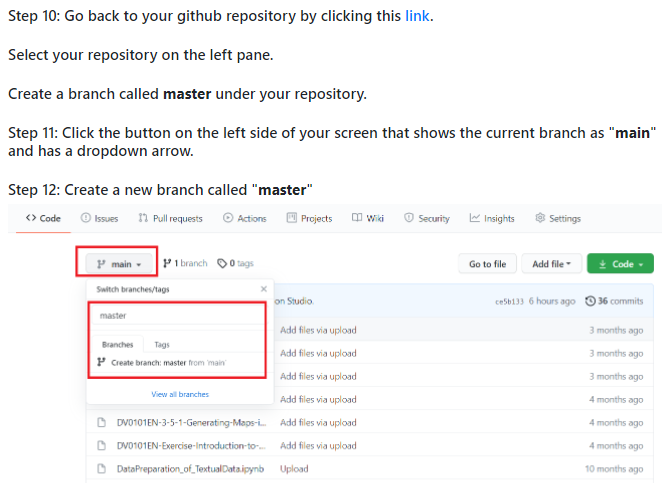 Step 10: Go back to your github repository by clicking this link.
Select your repository on the left pane.
Create a branch called master under your repository.
Step 11: Click the button on the left side of your screen that shows the current branch as "main"
and has a dropdown arrow.
Step 12: Create a new branch called "master"
Code Issues Pull requests Actions Projects Wiki Security Insights Settings
main 1 branch 0 tags Go to file Add file Code
Switch branches/tags
on Studio. ce5b133 6 hours ago 36 commits
master
Add files via upload 3 months ago
Branches Tags
Add files via upload 3 months ago
Create branch: master from 'main'
Add files via upload 3 months ago
View all branches
Add files via upload 4 months ago
DV0101EN-3-5-1-Generating-Maps-i... Add files via upload 4 months ago
DV0101EN-Exercise-Introduction-to-... Add files via upload 4 months ago
DataPreparation_of_TextualData.ipynb Upload 10 months ago